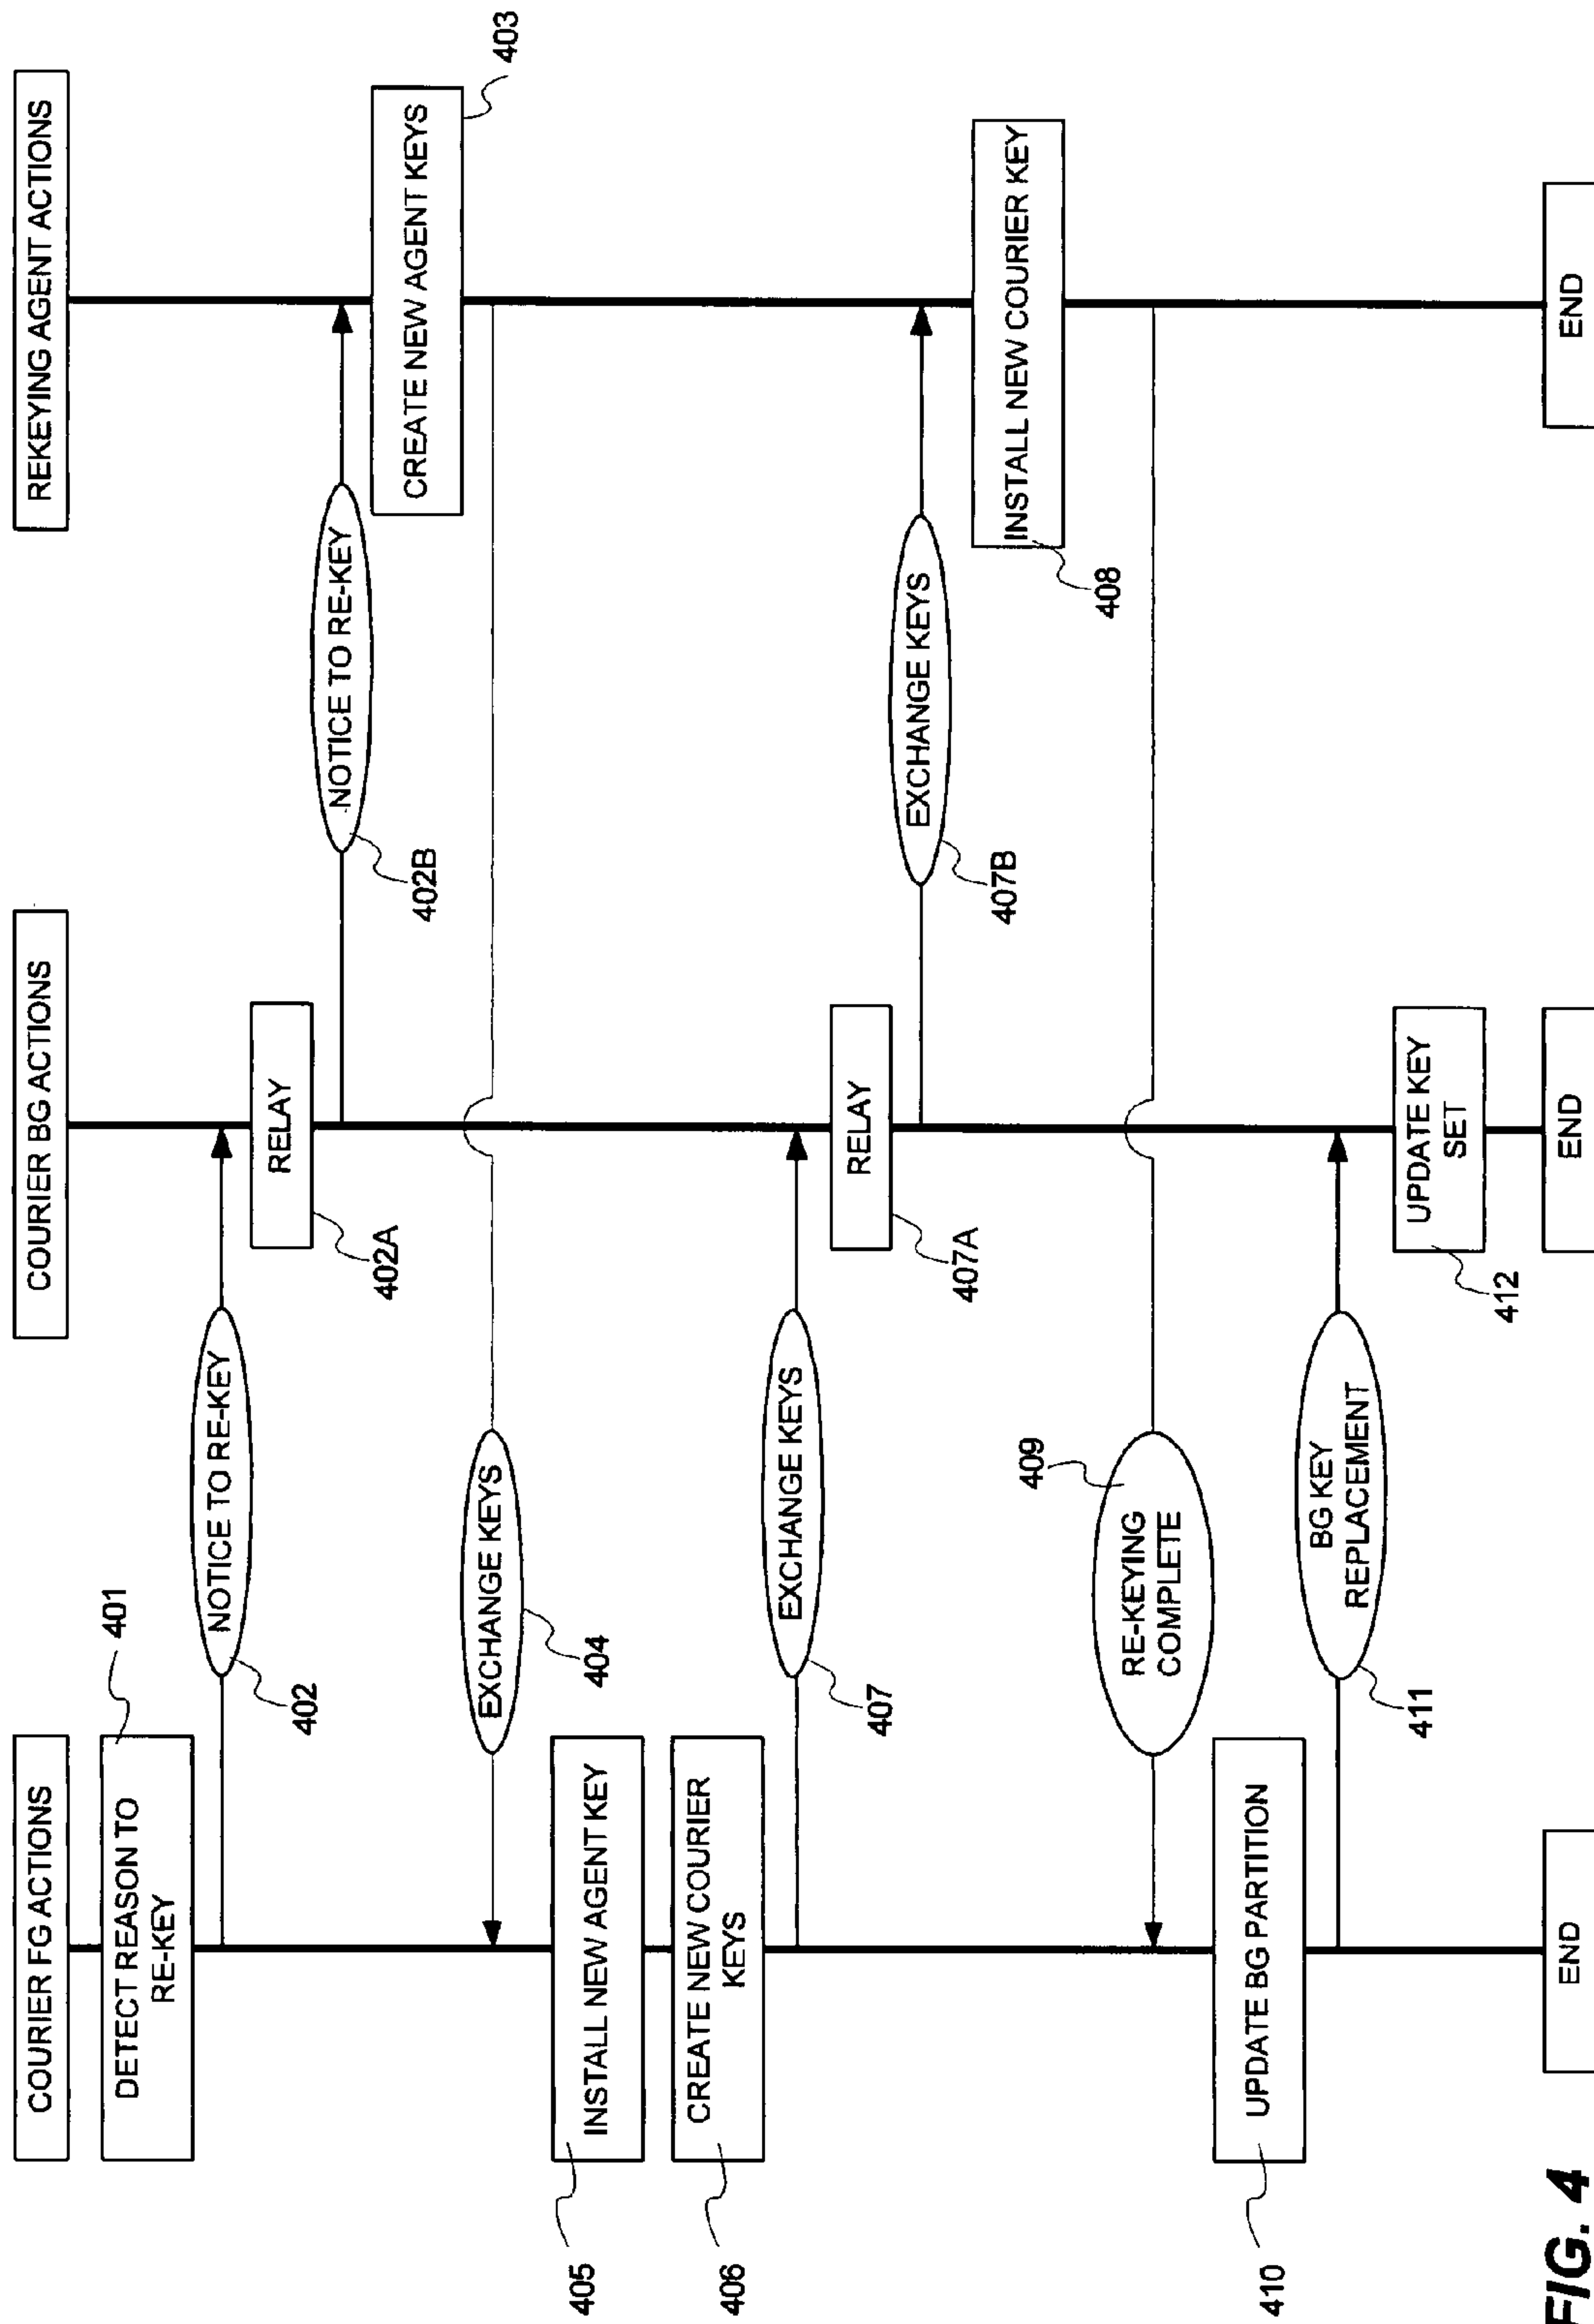 COURIER FG ACTIONS
COURIER BG ACTIONS
REKEYING AGENT ACTIONS
DETECT REASON TO
RE-KEY
401
NOTICE TO RE-KEY
402
RELAY
402A
NOTICE TO RE-KEY
402B
CREATE NEW AGENT KEYS
403
EXCHANGE KEYS
404
INSTALL NEW AGENT KEY
405
CREATE NEW COURIER
KEYS
406
EXCHANGE KEYS
407
RELAY
407A
EXCHANGE KEYS
407B
INSTALL NEW COURIER KEY
408
RE-KEYING
COMPLETE
409
UPDATE BG PARTITION
410
BG KEY
REPLACEMENT
411
UPDATE KEY
SET
412
END
END
END
FIG. 4